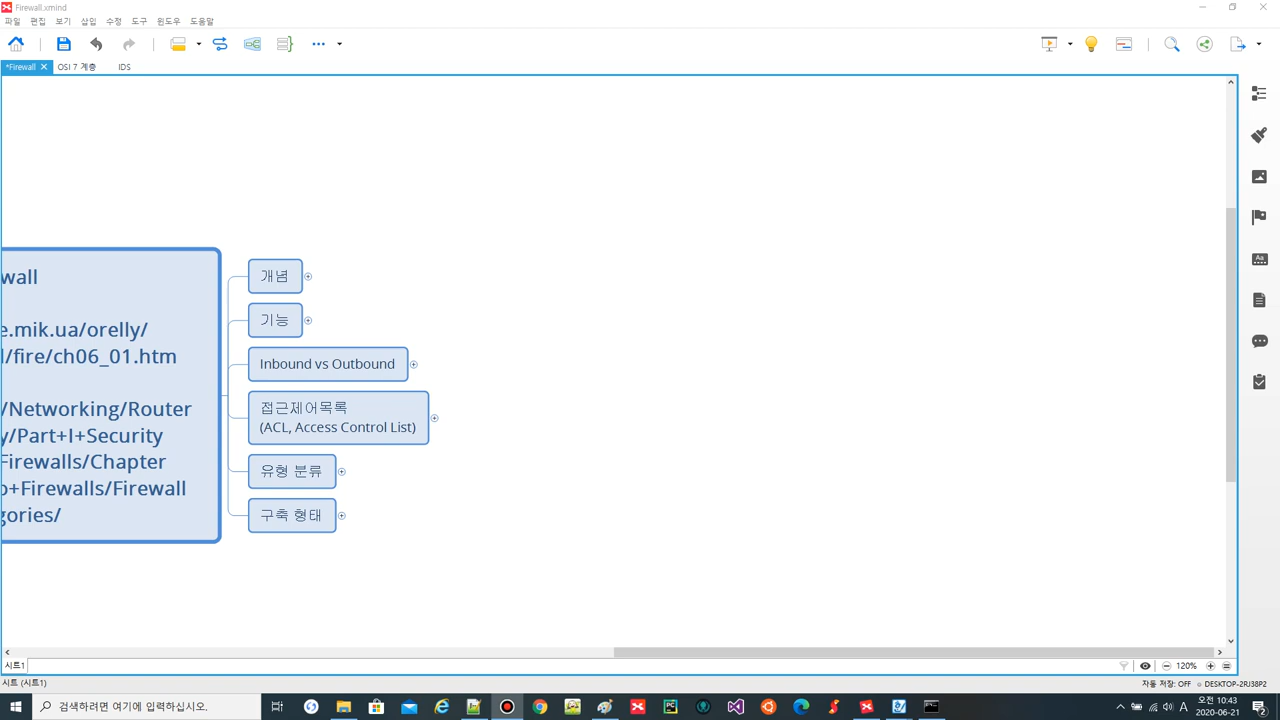 Firewall.xmind
파일 편집 보기 삽입 수정 도구 윈도우 도움말
*Firewall OSI 7 계층 IDS
wall
e.mik.ua/orelly/
l/fire/ch06_01.htm
/Networking/Router
y/Part+I+Security
Firewalls/Chapter
o+Firewalls/Firewall
gories/
개념
기능
Inbound vs Outbound
접근제어목록
(ACL, Access Control List)
유형 분류
구축 형태
시트1
120%
시트 (시트1)
자동 저장: OFF DESKTOP-2RJ38P2
검색하려면 여기에 입력하십시오.
A
오전 10:43
2020-06-21
2